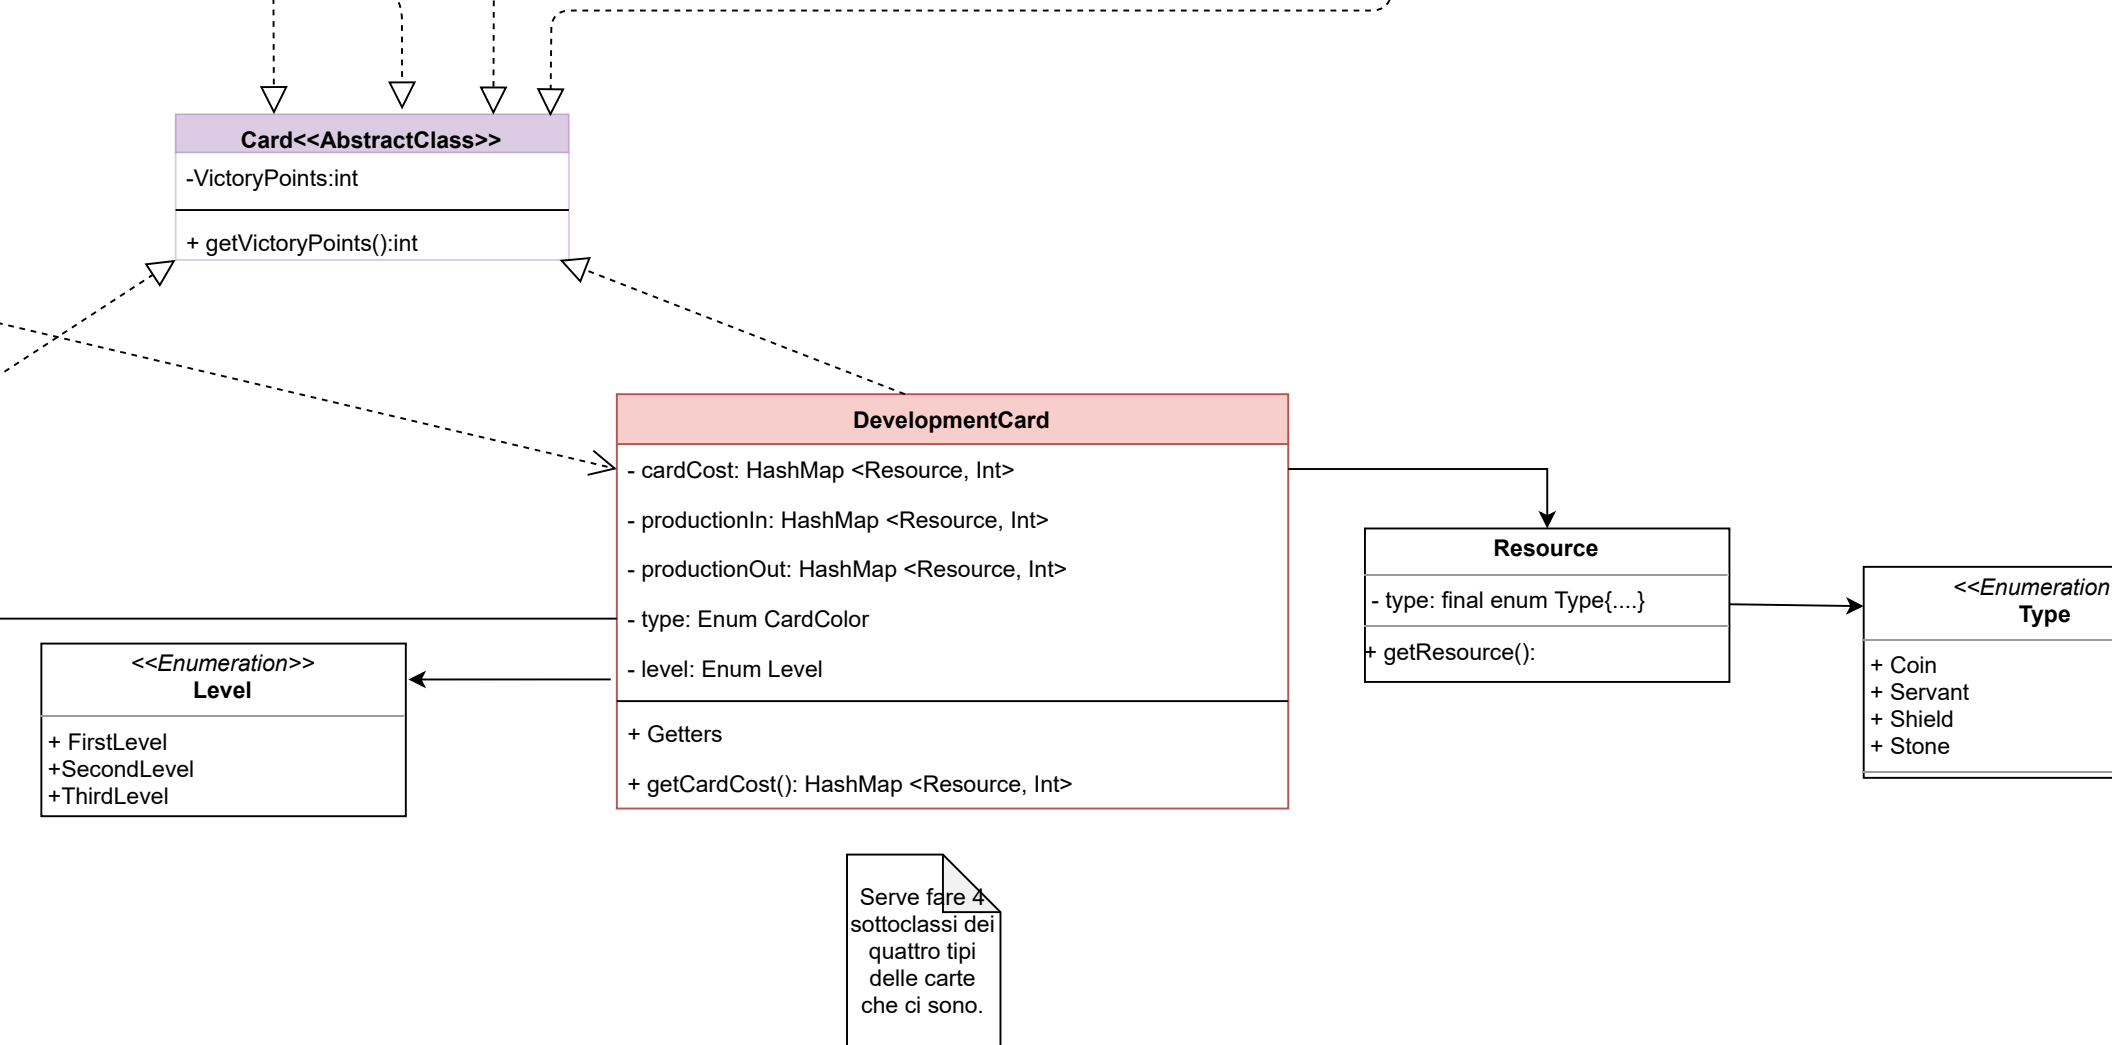 Card<<AbstractClass>>
-VictoryPoints:int
+ getVictoryPoints():int
DevelopmentCard
- cardCost: HashMap <Resource, Int>
- productionIn: HashMap <Resource, Int>
- productionOut: HashMap <Resource, Int>
- type: Enum CardColor
- level: Enum Level
+ Getters
+ getCardCost(): HashMap <Resource, Int>
Resource
- type: final enum Type{....}
+ getResource():
<<Enumeration
Type
+ Coin
+ Servant
+ Shield
+ Stone
<<Enumeration>>
Level
+ FirstLevel
+SecondLevel
+ThirdLevel
Serve fare 4
sottoclassi dei
quattro tipi
delle carte
che ci sono.